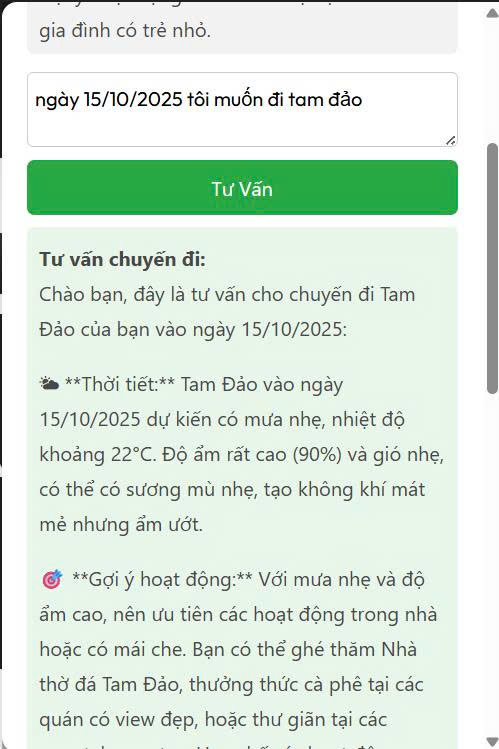 gia đình có trẻ nhỏ.
ngày 15/10/2025 tôi muốn đi tam đảo
Tư Vấn
Tư vấn chuyến đi:
Chào bạn, đây là tư vấn cho chuyến đi Tam
Đảo của bạn vào ngày 15/10/2025:
🌥 **Thời tiết:** Tam Đảo vào ngày
15/10/2025 dự kiến có mưa nhẹ, nhiệt độ
khoảng 22°C. Độ ẩm rất cao (90%) và gió nhẹ,
có thể có sương mù nhẹ, tạo không khí mát
mẻ nhưng ẩm ướt.
🎯 **Gợi ý hoạt động:** Với mưa nhẹ và độ
ẩm cao, nên ưu tiên các hoạt động trong nhà
hoặc có mái che. Bạn có thể ghé thăm Nhà
thờ đá Tam Đảo, thưởng thức cà phê tại các
quán có view đẹp, hoặc thư giãn tại các